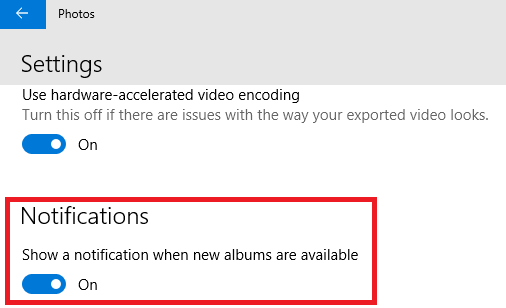 Photos
Settings
Use hardware-accelerated video encoding
Turn this off if there are issues with the way your exported video looks.
On
Notifications
Show a notification when new albums are available
On